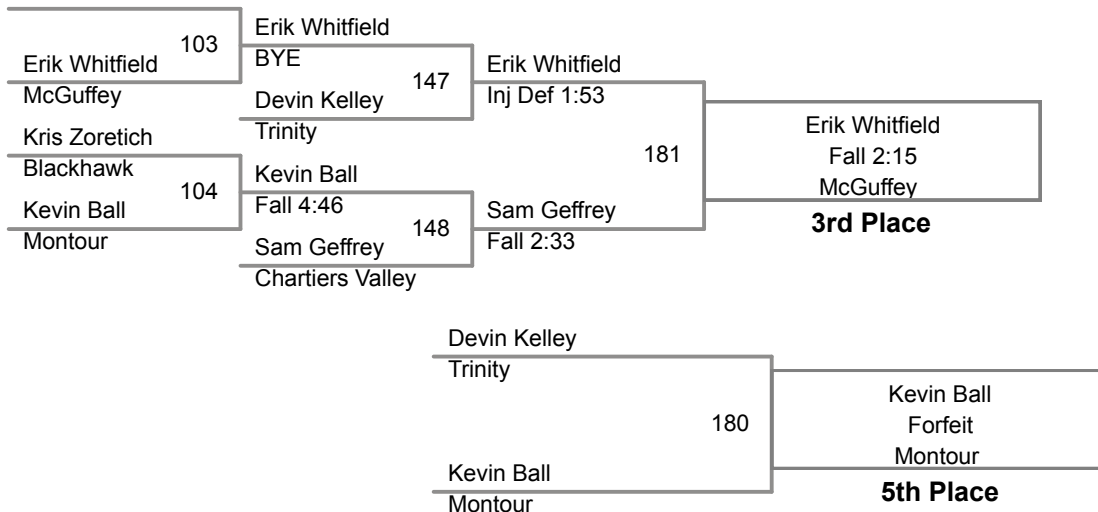 103
Erik Whitfield
McGuffey
Kris Zoretich
Blackhawk
104
Kevin Ball
Montour
Erik Whitfield
BYE
147
Devin Kelley
Trinity
Kevin Ball
Fall 4:46
148
Sam Geffrey
Chartiers Valley
Erik Whitfield
Inj Def 1:53
181
Sam Geffrey
Fall 2:33
Erik Whitfield
Fall 2:15
McGuffey
3rd Place
Devin Kelley
Trinity
180
Kevin Ball
Montour
Kevin Ball
Forfeit
Montour
5th Place